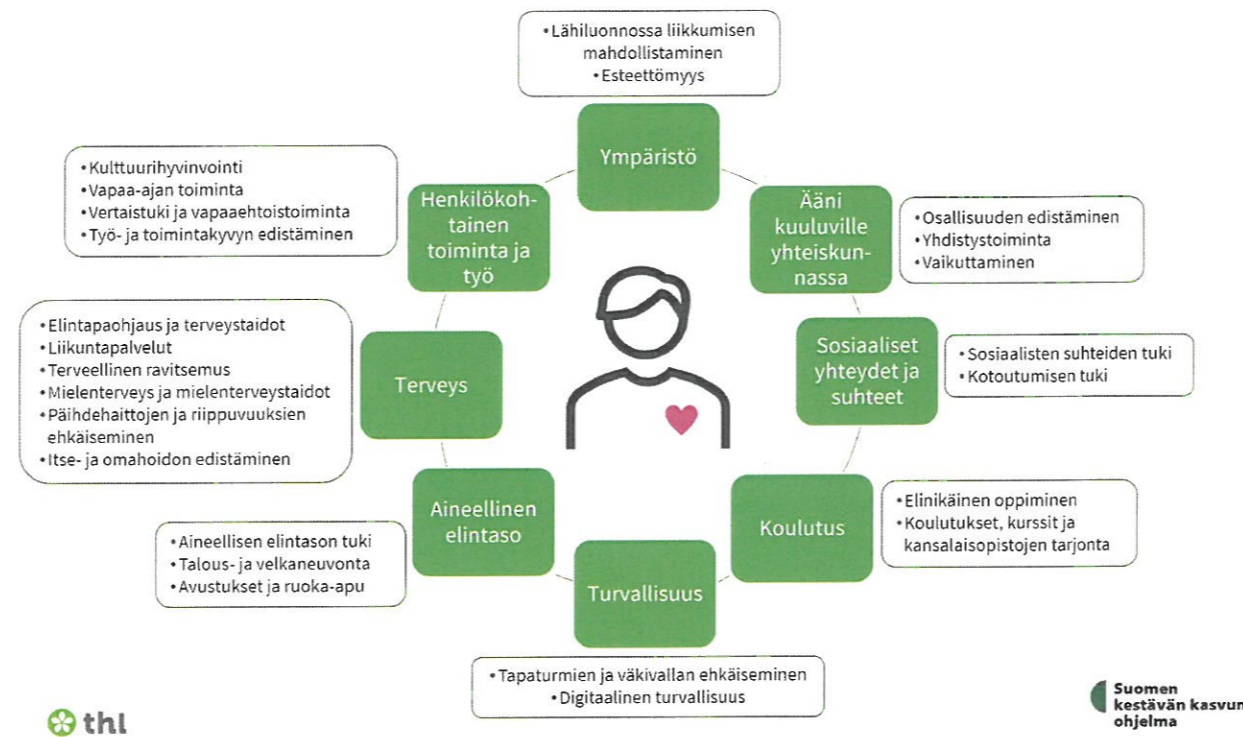 • Lähiluonnossa liikkumisen
mahdollistaminen
• Esteettömyys
Ympäristö
Ääni
kuuluville
yhteiskun-
nassa
• Osallisuuden edistäminen
• Yhdistystoiminta
• Vaikuttaminen
Sosiaaliset
yhteydet ja
suhteet
• Sosiaalisten suhteiden tuki
• Kotoutumisen tuki
Koulutus
• Elinikäinen oppiminen
• Koulutukset, kurssit ja
kansalaisopistojen tarjonta
Turvallisuus
• Tapaturmien ja väkivallan ehkäiseminen
• Digitaalinen turvallisuus
Aineellinen
elintaso
• Aineellisen elintason tuki
• Talous- ja velkaneuvonta
• Avustukset ja ruoka-apu
Terveys
• Elintapaohjaus ja terveystaidot
• Liikuntapalvelut
• Terveellinen ravitsemus
• Mielenterveys ja mielenterveystaidot
• Päihdehaittojen ja riippuvuuksien
ehkäiseminen
• Itse- ja omahoidon edistäminen
Henkilökoh-
tainen
toiminta ja
työ
• Kulttuurihyvinvointi
• Vapaa-ajan toiminta
• Vertaistuki ja vapaaehtoistoiminta
• Työ- ja toimintakyvyn edistäminen
thl
Suomen
kestävän kasvun
ohjelma